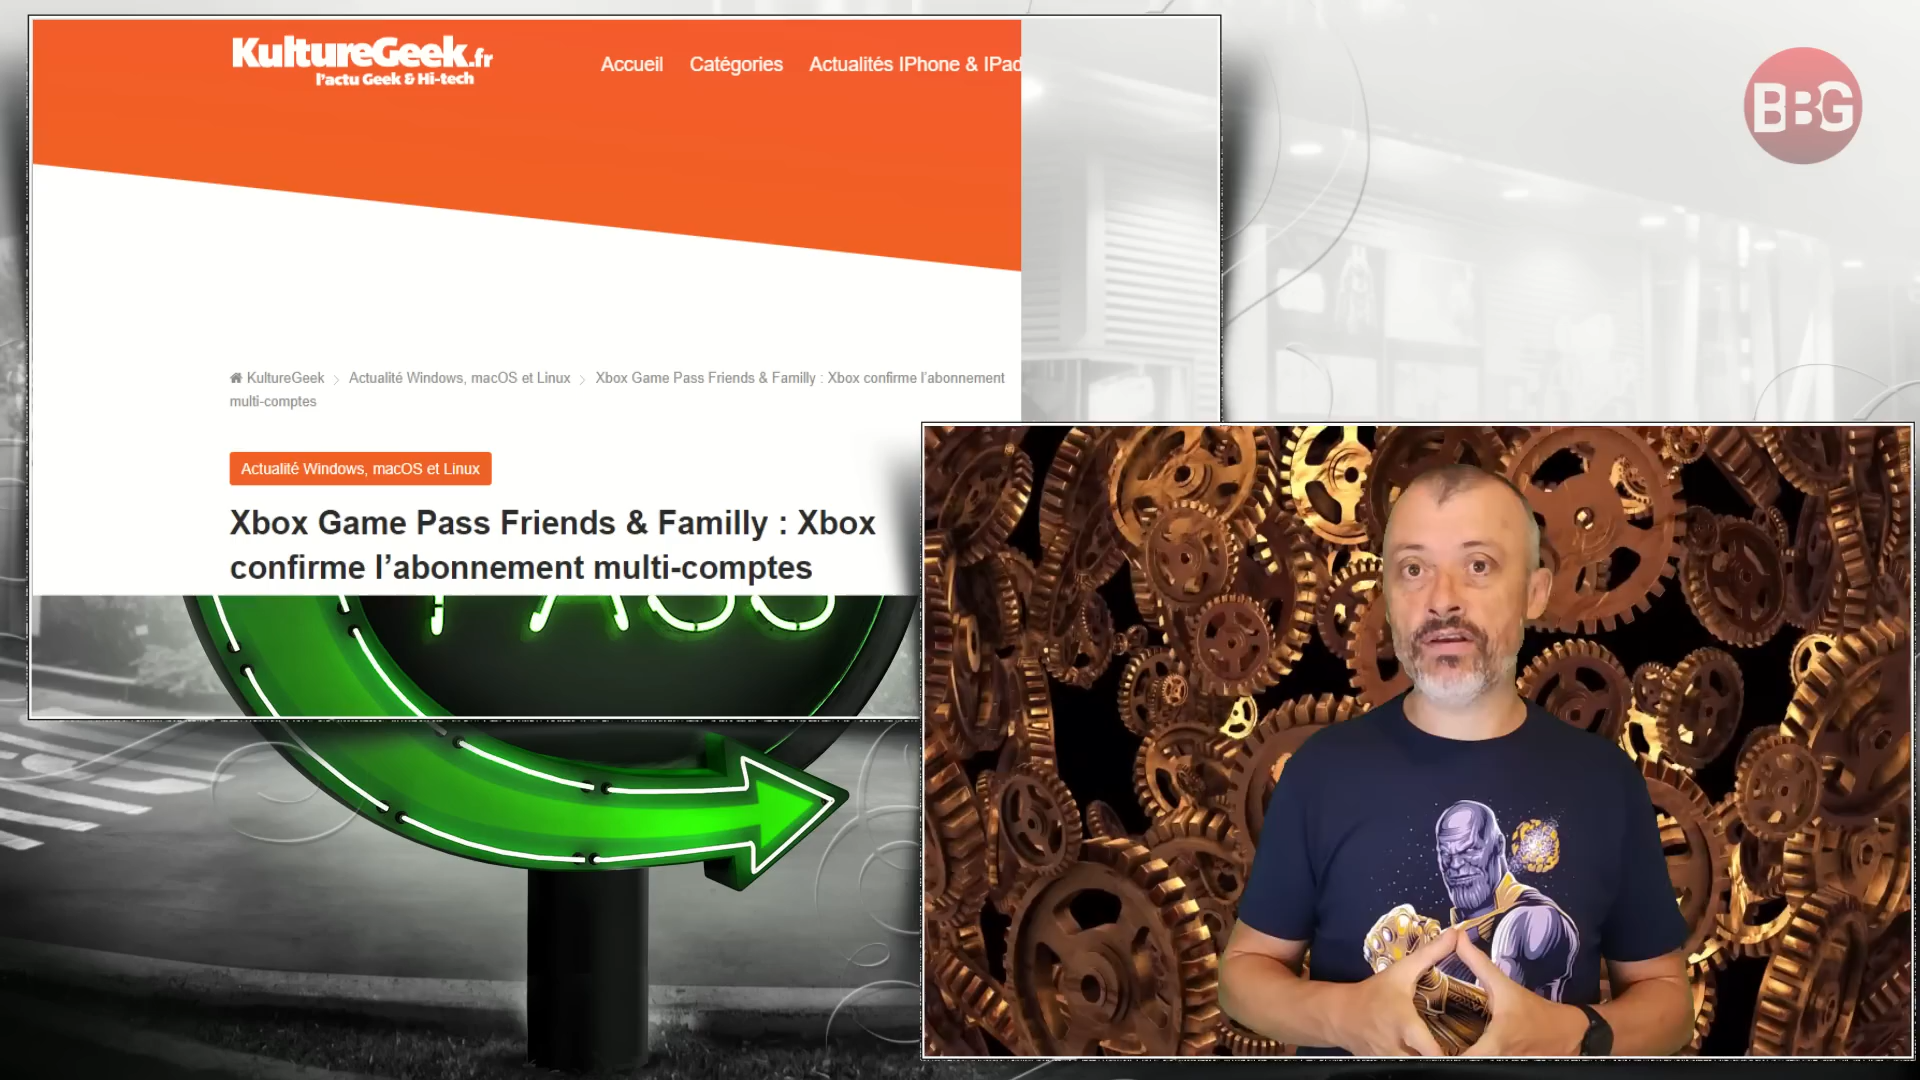 KultureGeek.fr
l'actu Geek & Hi-tech
Accueil Catégories Actualités IPhone & IPad
BBG
KultureGeek > Actualité Windows, macOS et Linux > Xbox Game Pass Friends & Familly : Xbox confirme l'abonnement
multi-comptes
Actualité Windows, macOS et Linux
Xbox Game Pass Friends & Familly : Xbox
confirme l'abonnement multi-comptes
PASS